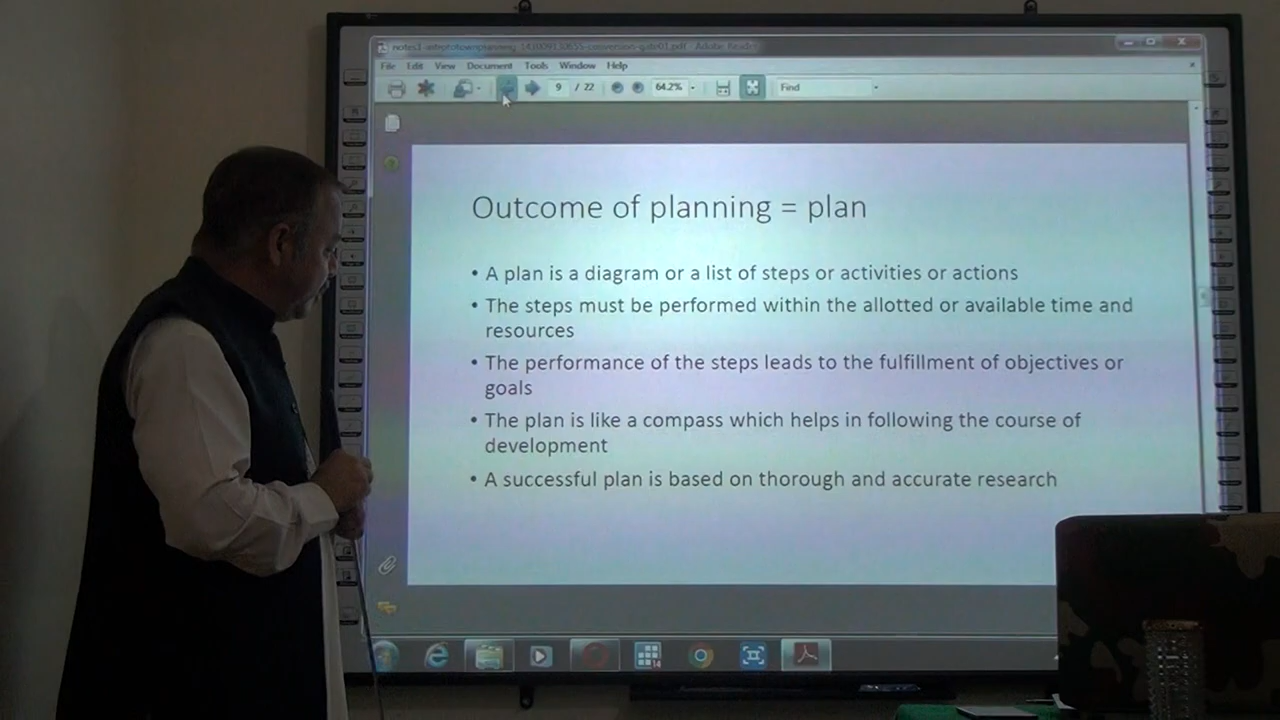 File Edit View Document Tools Window Help
9 / 22 64.2% Find
Outcome of planning = plan
• A plan is a diagram or a list of steps or activities or actions
• The steps must be performed within the allotted or available time and
resources
• The performance of the steps leads to the fulfillment of objectives or
goals
• The plan is like a compass which helps in following the course of
development
• A successful plan is based on thorough and accurate research
14